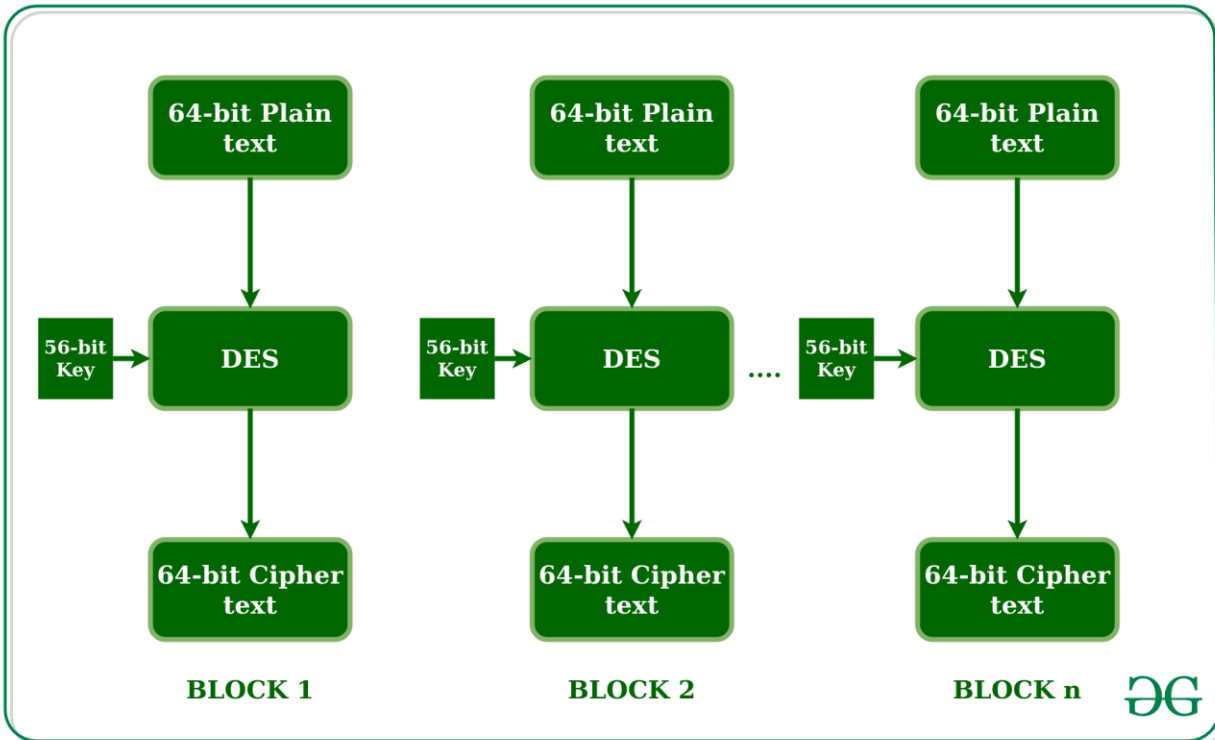 64-bit Plain
text
64-bit Plain
text
64-bit Plain
text
56-bit
Key
DES
56-bit
Key
DES
....
56-bit
Key
DES
64-bit Cipher
text
64-bit Cipher
text
64-bit Cipher
text
BLOCK 1
BLOCK 2
BLOCK n